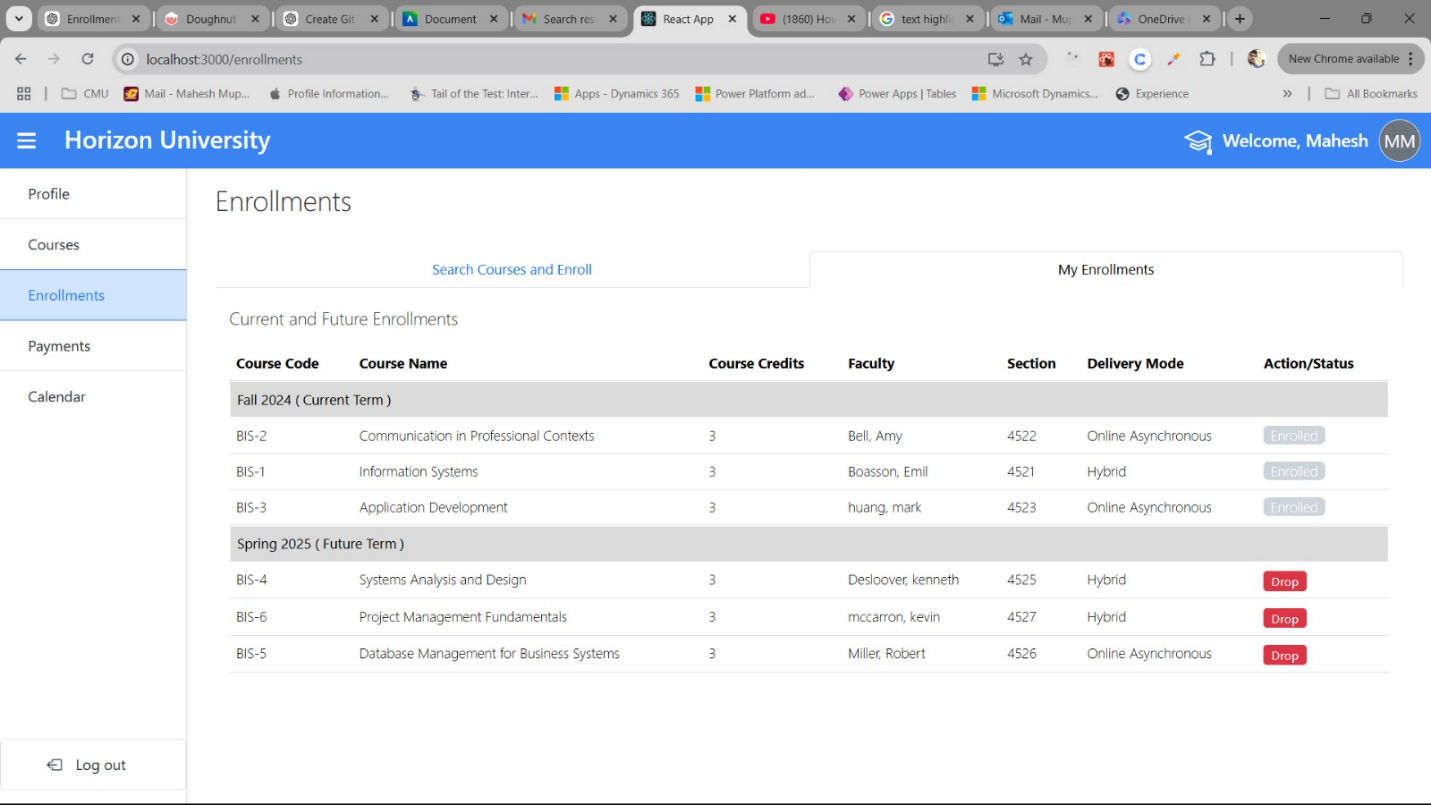 Enrollment Doughnut Create Git Document Search res React App (1860) Ho text highlic Mail - Mup OneDrive
localhost:3000/enrollments New Chrome available
CMU Mail - Mahesh Mup... Profile Information... Tail of the Test: Inter... Apps - Dynamics 365 Power Platform ad... Power Apps | Tables Microsoft Dynamics... Experience » All Bookmarks
Horizon University Welcome, Mahesh MM
Profile
Courses
Enrollments
Payments
Calendar
Log out
Enrollments
Search Courses and Enroll My Enrollments
Current and Future Enrollments
Course Code Course Name Course Credits Faculty Section Delivery Mode Action/Status
Fall 2024 ( Current Term )
BIS-2 Communication in Professional Contexts 3 Bell, Amy 4522 Online Asynchronous Enrolled
BIS-1 Information Systems 3 Boasson, Emil 4521 Hybrid Enrolled
BIS-3 Application Development 3 huang, mark 4523 Online Asynchronous Enrolled
Spring 2025 ( Future Term )
BIS-4 Systems Analysis and Design 3 Desloover, kenneth 4525 Hybrid Drop
BIS-6 Project Management Fundamentals 3 mccarron, kevin 4527 Hybrid Drop
BIS-5 Database Management for Business Systems 3 Miller, Robert 4526 Online Asynchronous Drop